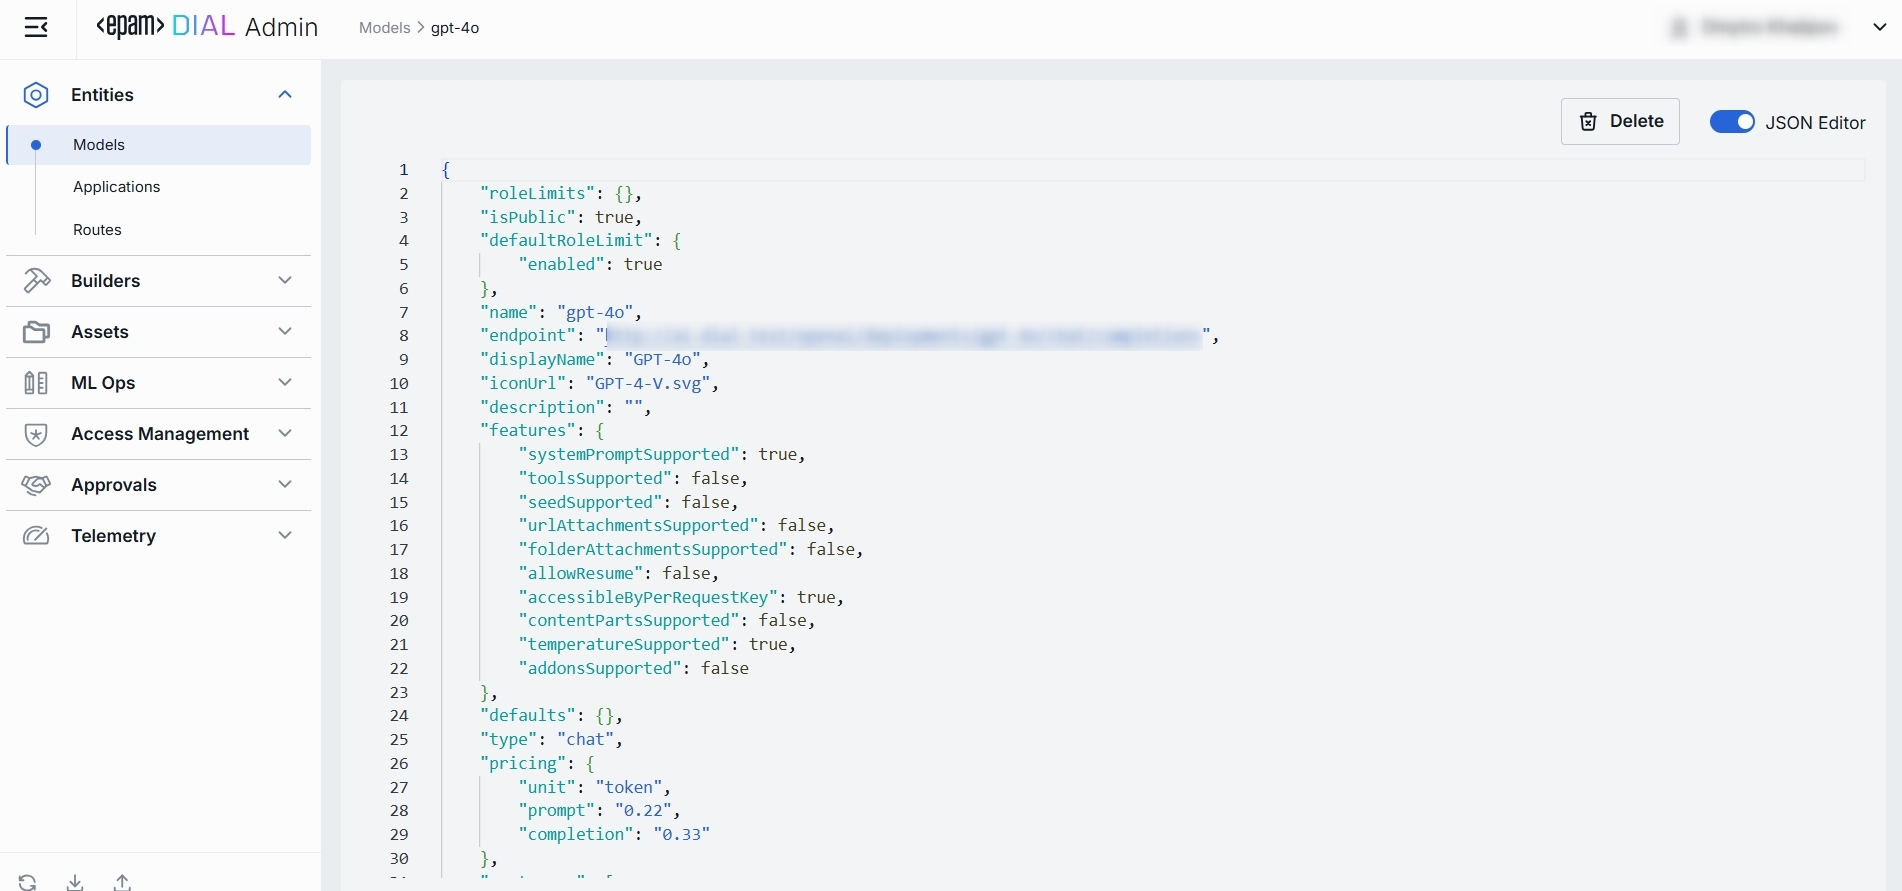 <epam> DIAL Admin
Models > gpt-4o
Entities
Models
Applications
Routes
Builders
Assets
ML Ops
Access Management
Approvals
Telemetry
Delete
JSON Editor
1 {
2 "roleLimits": {},
3 "isPublic": true,
4 "defaultRoleLimit": {
5 "enabled": true
6 },
7 "name": "gpt-4o",
8 "endpoint": "",
9 "displayName": "GPT-4o",
10 "iconUrl": "GPT-4-V.svg",
11 "description": "",
12 "features": {
13 "systemPromptSupported": true,
14 "toolsSupported": false,
15 "seedSupported": false,
16 "urlAttachmentsSupported": false,
17 "folderAttachmentsSupported": false,
18 "allowResume": false,
19 "accessibleByPerRequestKey": true,
20 "contentPartsSupported": false,
21 "temperatureSupported": true,
22 "addonsSupported": false
23 },
24 "defaults": {},
25 "type": "chat",
26 "pricing": {
27 "unit": "token",
28 "prompt": "0.22",
29 "completion": "0.33"
30 },